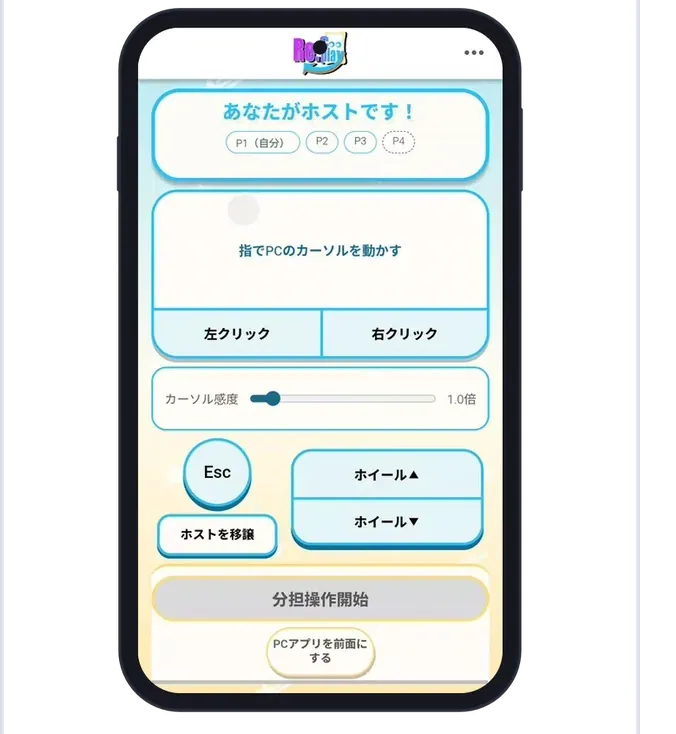 Re:Play
あなたがホストです！
P1（自分） P2 P3 P4
指でPCのカーソルを動かす
左クリック 右クリック
カーソル感度 1.0倍
Esc
ホイール▲
ホイール▼
ホストを移譲
分担操作開始
PCアプリを前面に
する